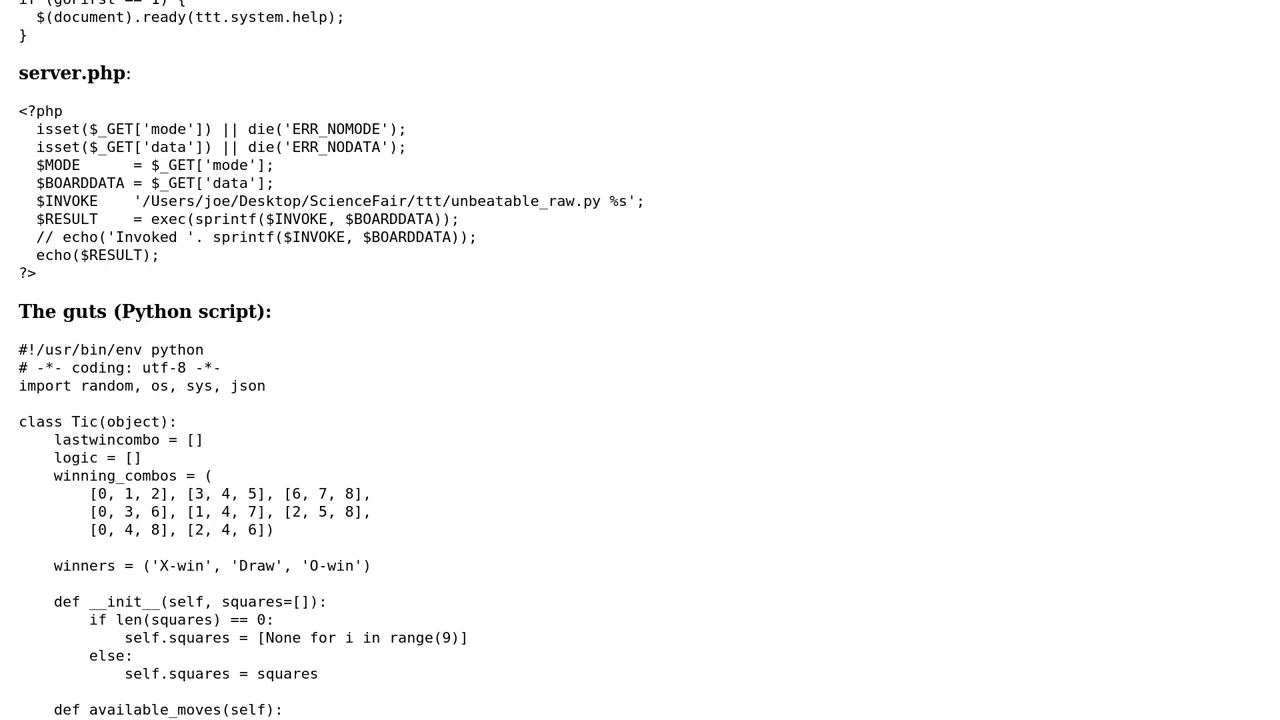 if (gofirst == 1) {
  $(document).ready(ttt.system.help);
}
server.php:
<?php
  isset($_GET['mode']) || die('ERR_NOMODE');
  isset($_GET['data']) || die('ERR_NODATA');
  $MODE      = $_GET['mode'];
  $BOARDDATA = $_GET['data'];
  $INVOKE    '/Users/joe/Desktop/ScienceFair/ttt/unbeatable_raw.py %s';
  $RESULT    = exec(sprintf($INVOKE, $BOARDDATA));
  // echo('Invoked '. sprintf($INVOKE, $BOARDDATA));
  echo($RESULT);
?>
The guts (Python script):
#!/usr/bin/env python
# -*- coding: utf-8 -*-
import random, os, sys, json
class Tic(object):
    lastwincombo = []
    logic = []
    winning_combos = (
        [0, 1, 2], [3, 4, 5], [6, 7, 8],
        [0, 3, 6], [1, 4, 7], [2, 5, 8],
        [0, 4, 8], [2, 4, 6])
    winners = ('X-win', 'Draw', 'O-win')
    def __init__(self, squares=[]):
        if len(squares) == 0:
            self.squares = [None for i in range(9)]
        else:
            self.squares = squares
    def available_moves(self):